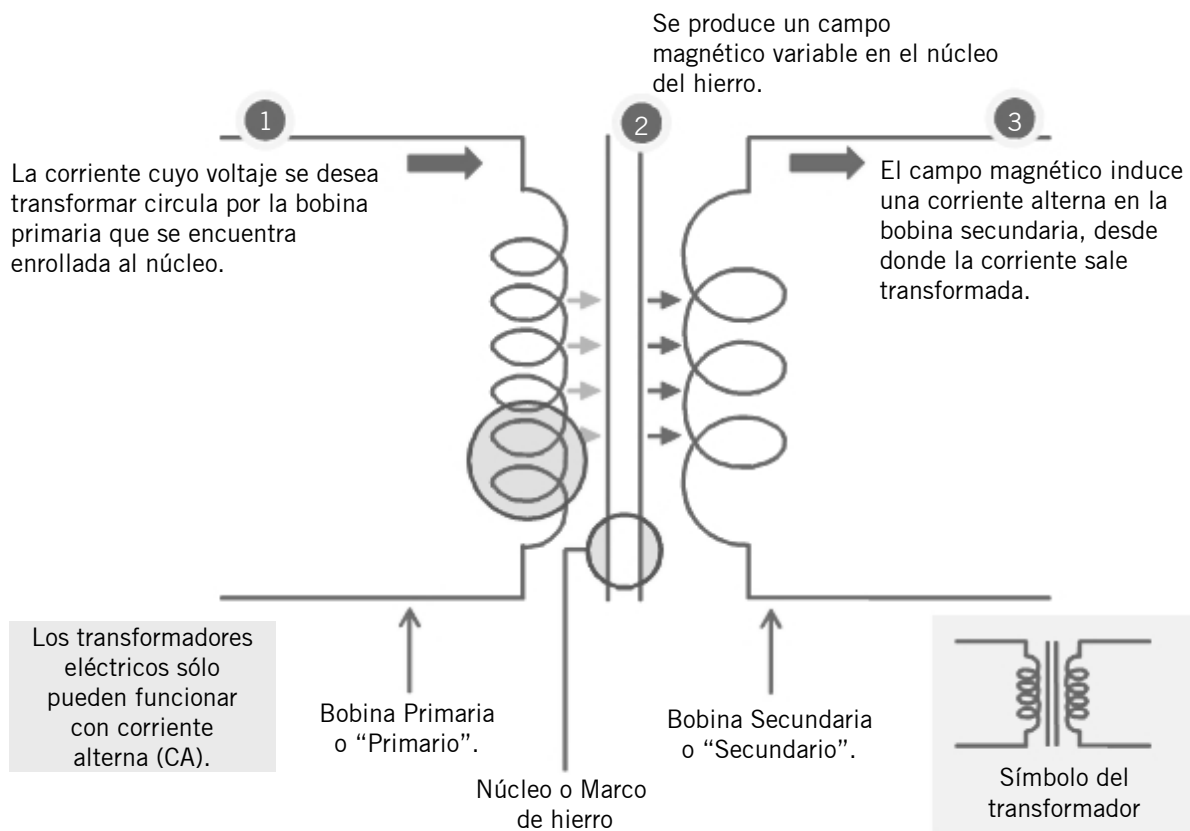 Se produce un campo
magnético variable en el núcleo
del hierro.
1
2
3
La corriente cuyo voltaje se desea
transformar circula por la bobina
primaria que se encuentra
enrollada al núcleo.
El campo magnético induce
una corriente alterna en la
bobina secundaria, desde
donde la corriente sale
transformada.
Los transformadores
eléctricos sólo
pueden funcionar
con corriente
alterna (CA).
Bobina Primaria
o “Primario”.
Núcleo o Marco
de hierro
Bobina Secundaria
o “Secundario”.
Símbolo del
transformador